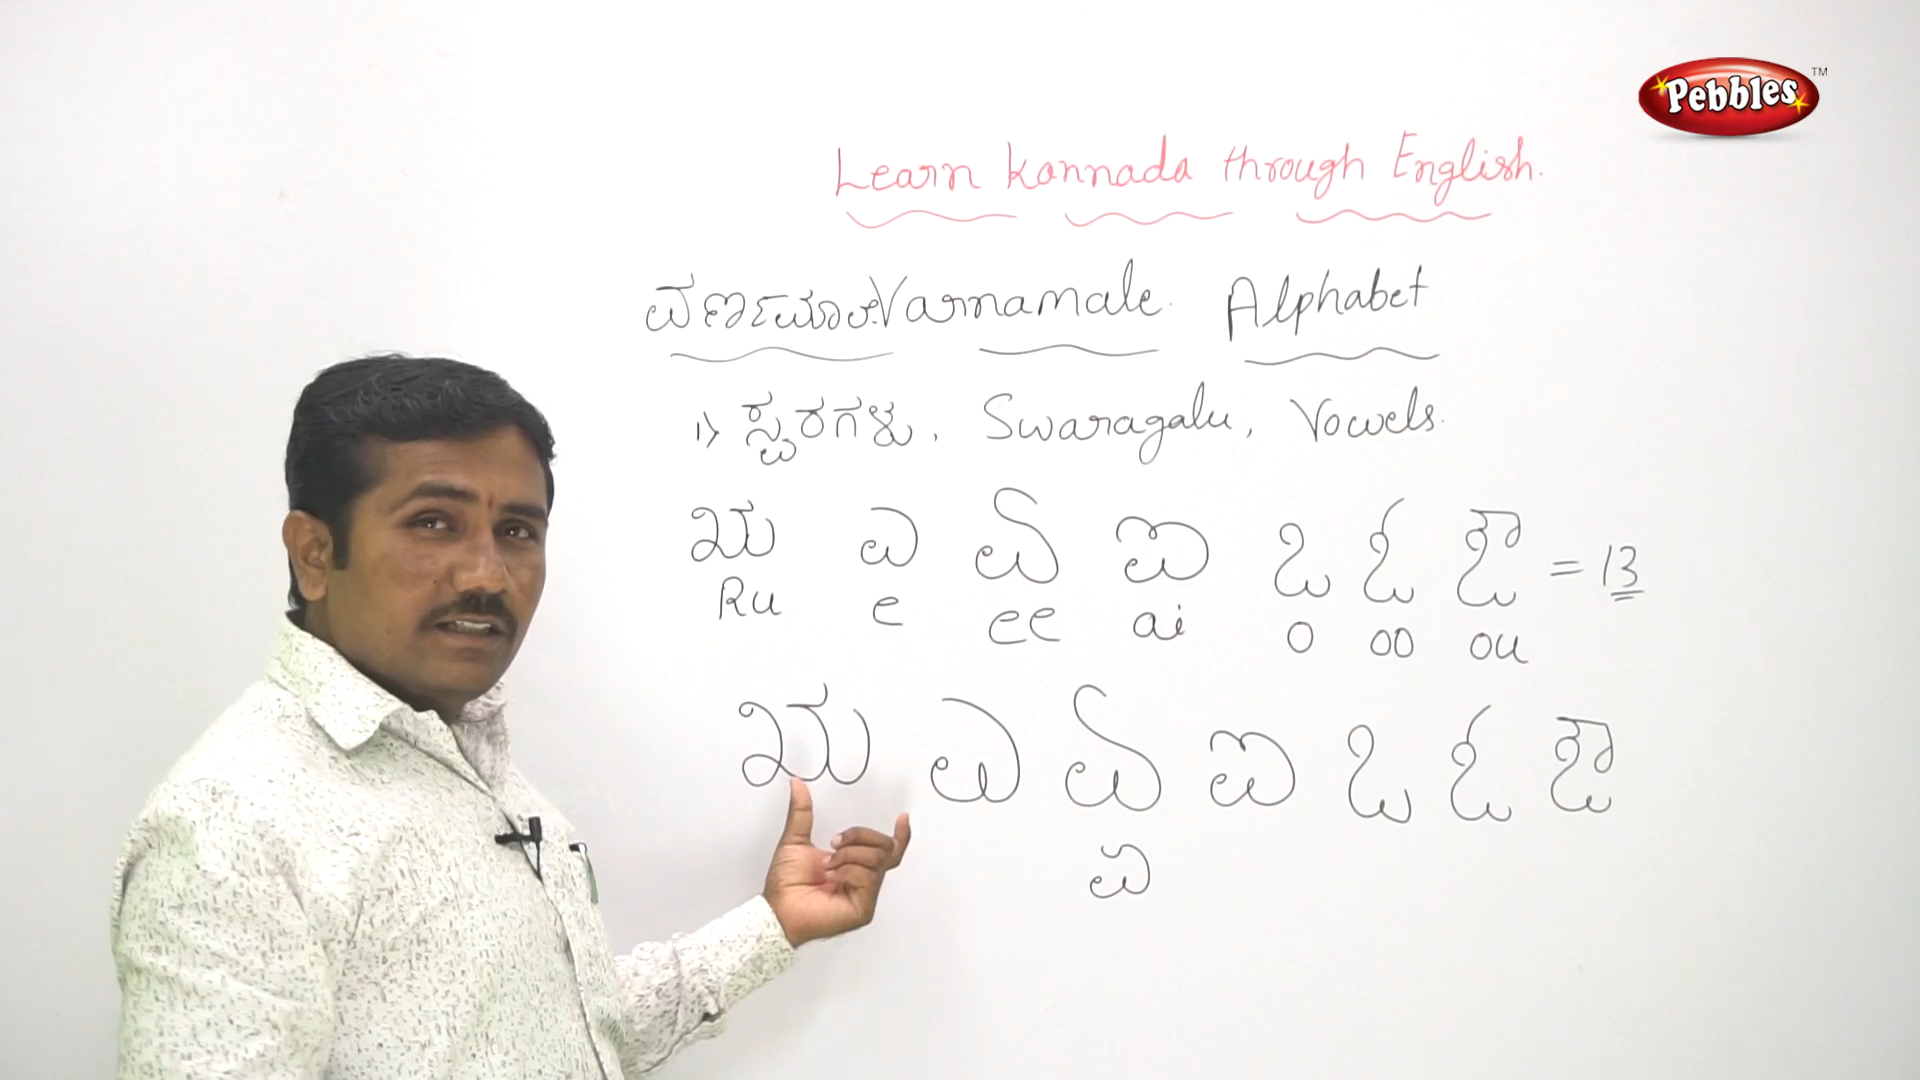 Pebbles TM
Learn Kannada through English.
ವರ್ಣಮಾಲೆ Varnamale. Alphabet
1) ಸ್ವರಗಳು, Swaragalu, Vowels.
ಋ ಎ ಏ ಐ ಒ ಓ ಔ = 13
Ru e ee ai o oo ou
ಋ ಎ ಏ ಐ ಒ ಓ ಔ
ಎ